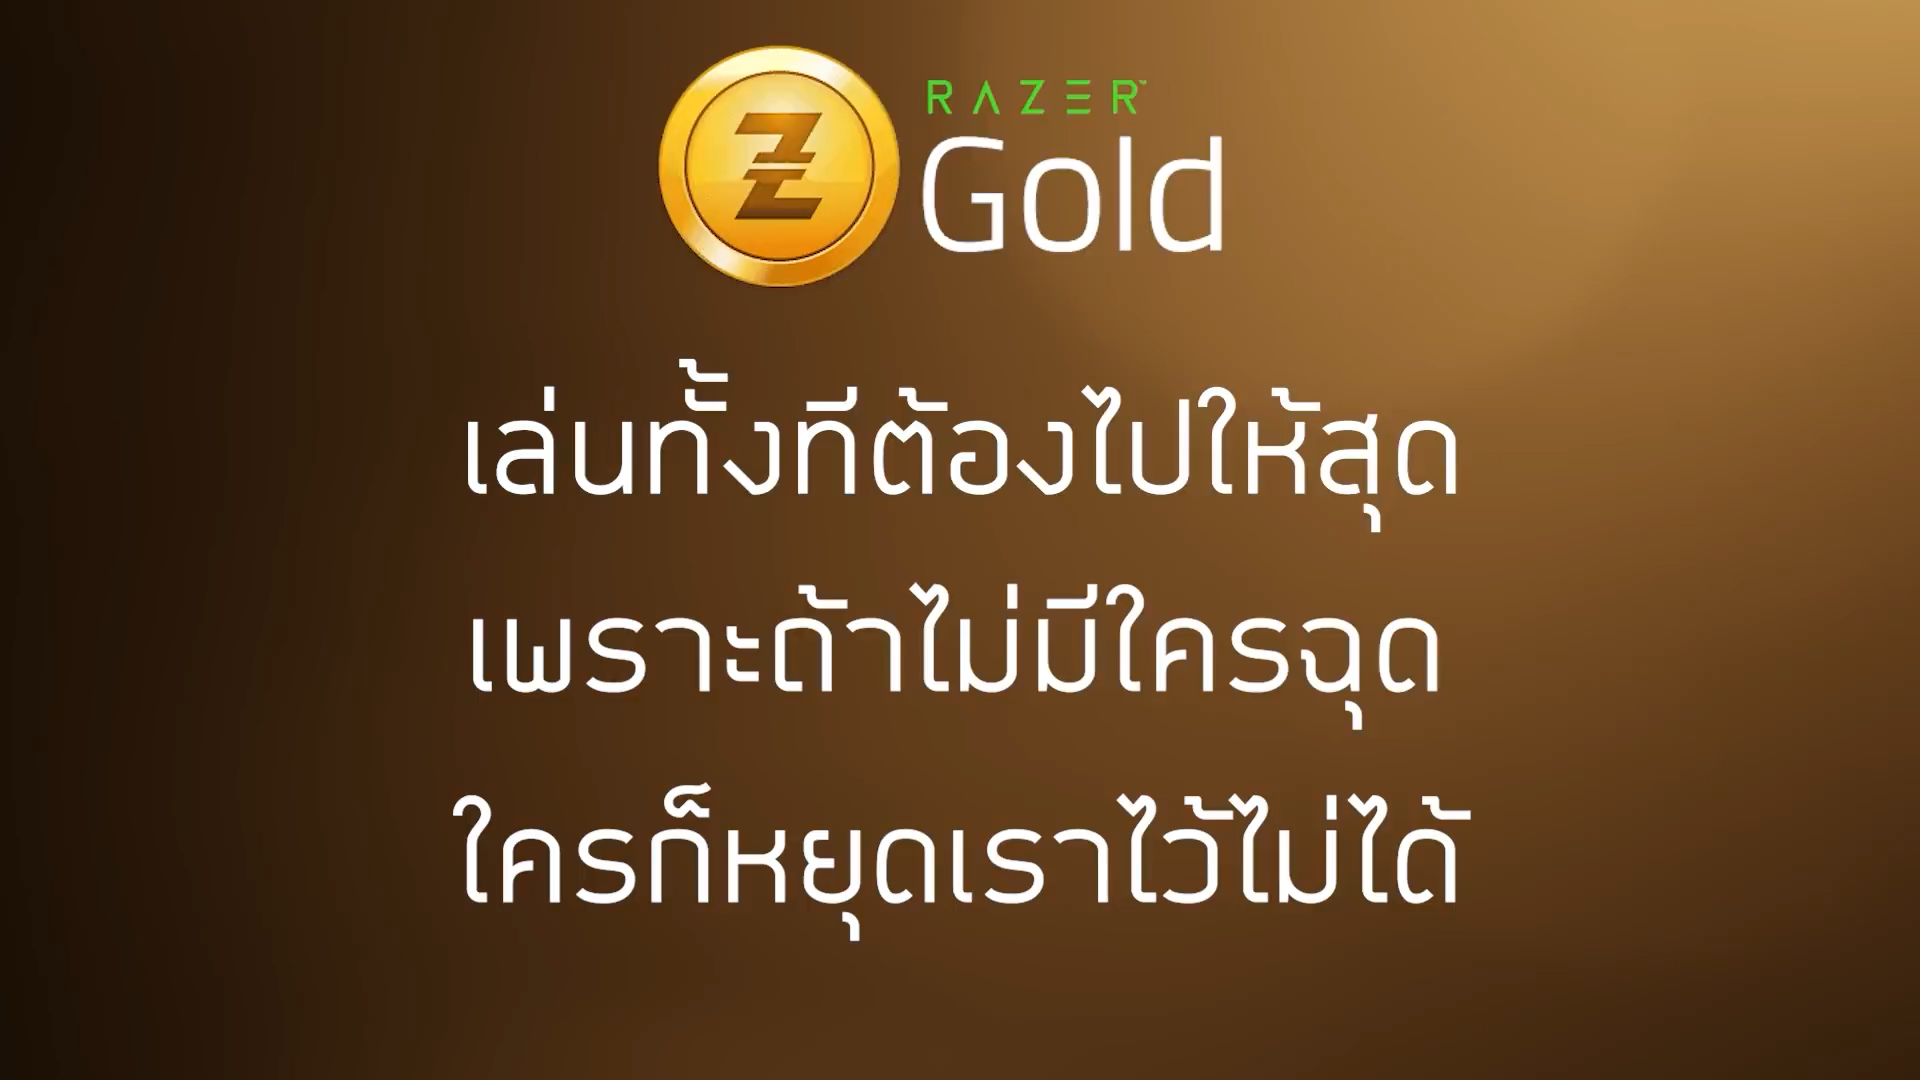 RAZER™
Gold
เล่นทั้งทีต้องไปให้สุด
เพราะถ้าไม่มีใครฉุด
ใครก็หยุดเราไว้ไม่ได้